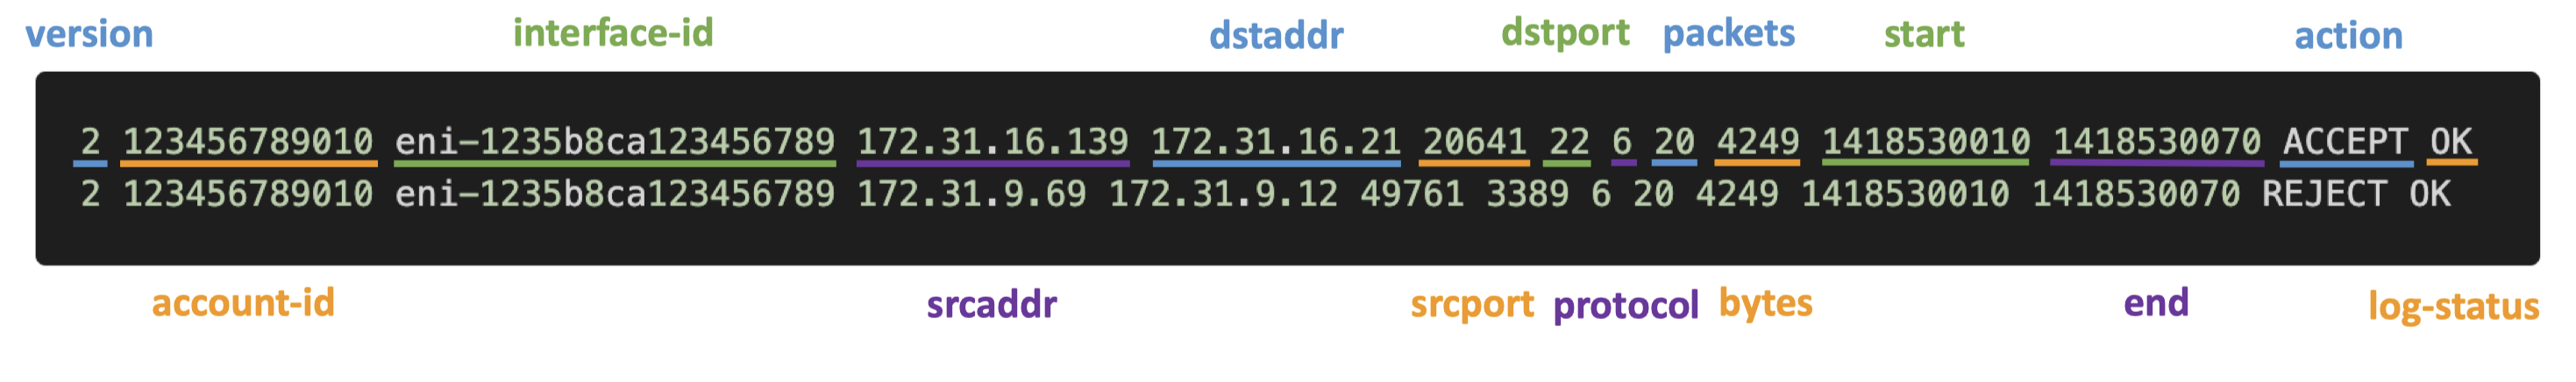 version interface-id dstaddr dstport packets start action
2 123456789010 eni-1235b8ca123456789 172.31.16.139 172.31.16.21 20641 22 6 20 4249 1418530010 1418530070 ACCEPT OK
2 123456789010 eni-1235b8ca123456789 172.31.9.69 172.31.9.12 49761 3389 6 20 4249 1418530010 1418530070 REJECT OK
account-id srcaddr srcport protocol bytes end log-status